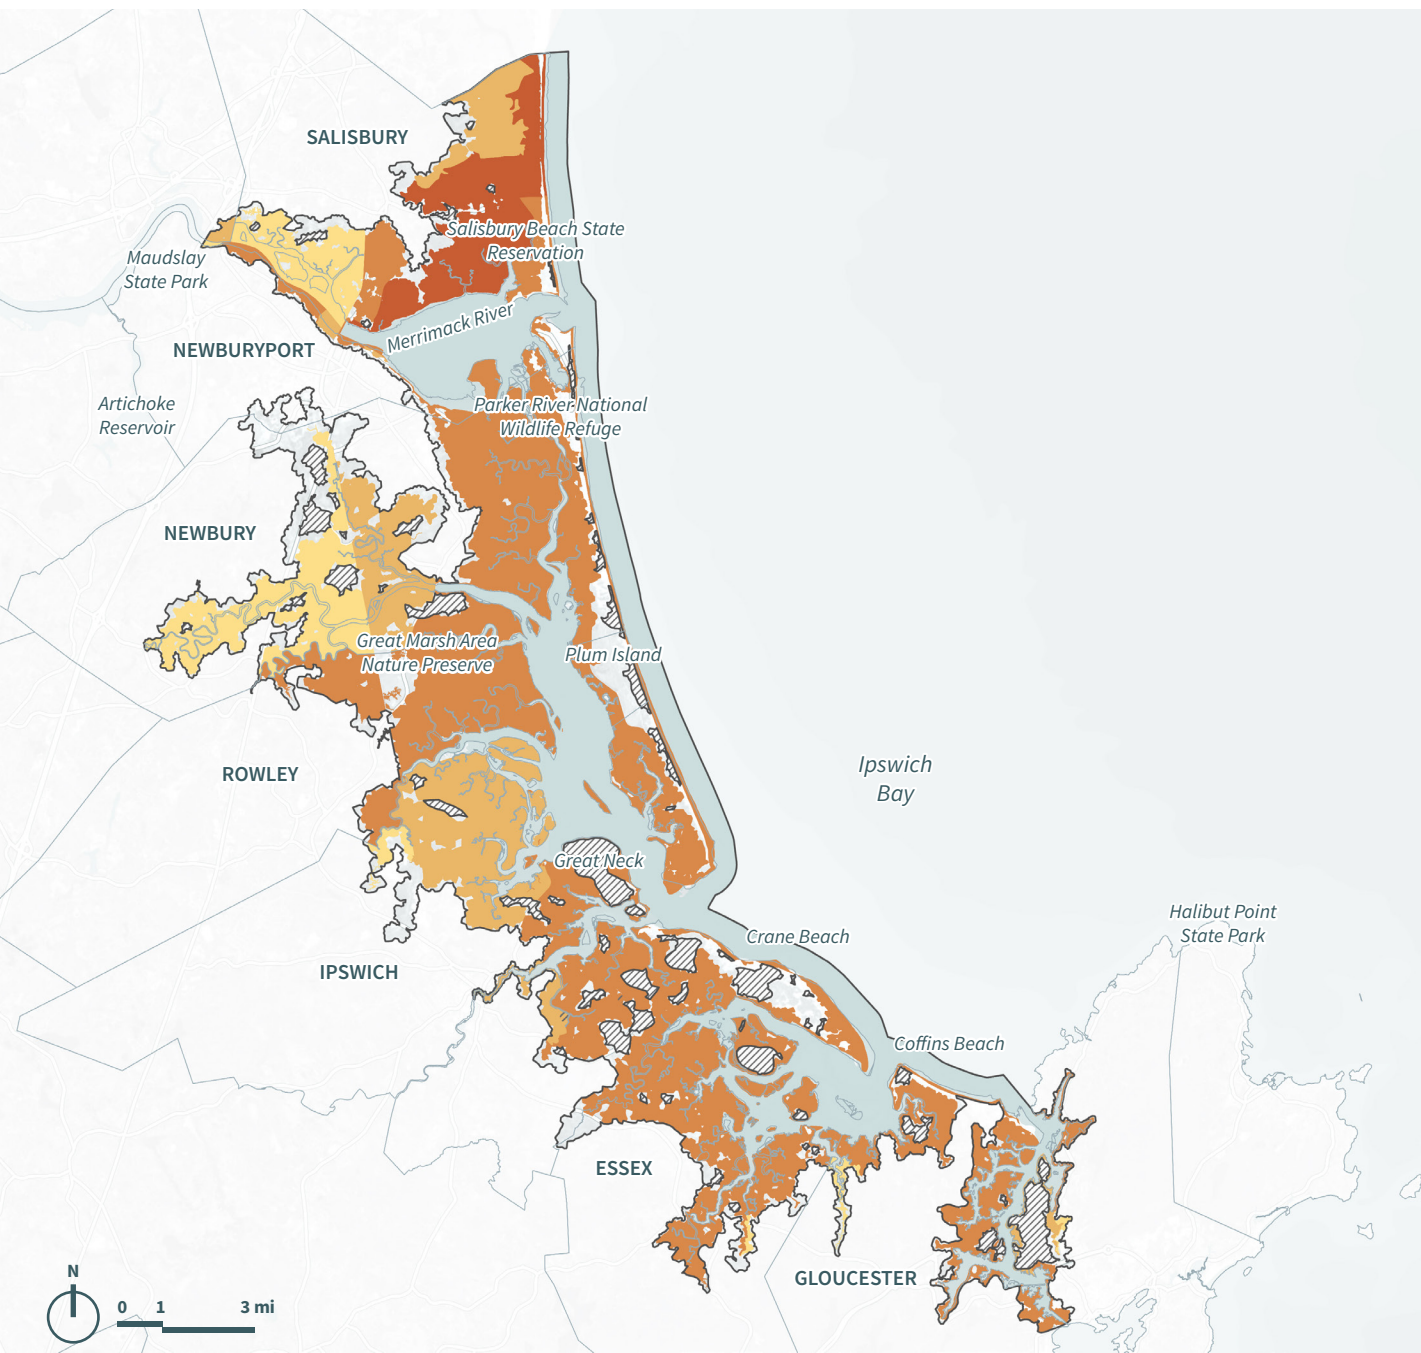 SALISBURY
Salisbury Beach State
Reservation
Maudslay
State Park
Merrimack River
NEWBURYPORT
Artichoke
Reservoir
Parker River National
Wildlife Refuge
NEWBURY
Great Marsh Area
Nature Preserve
Plum Island
ROWLEY
Ipswich
Bay
Great Neck
Halibut Point
State Park
Crane Beach
IPSWICH
Coffins Beach
ESSEX
GLOUCESTER
N
0 1 3 mi